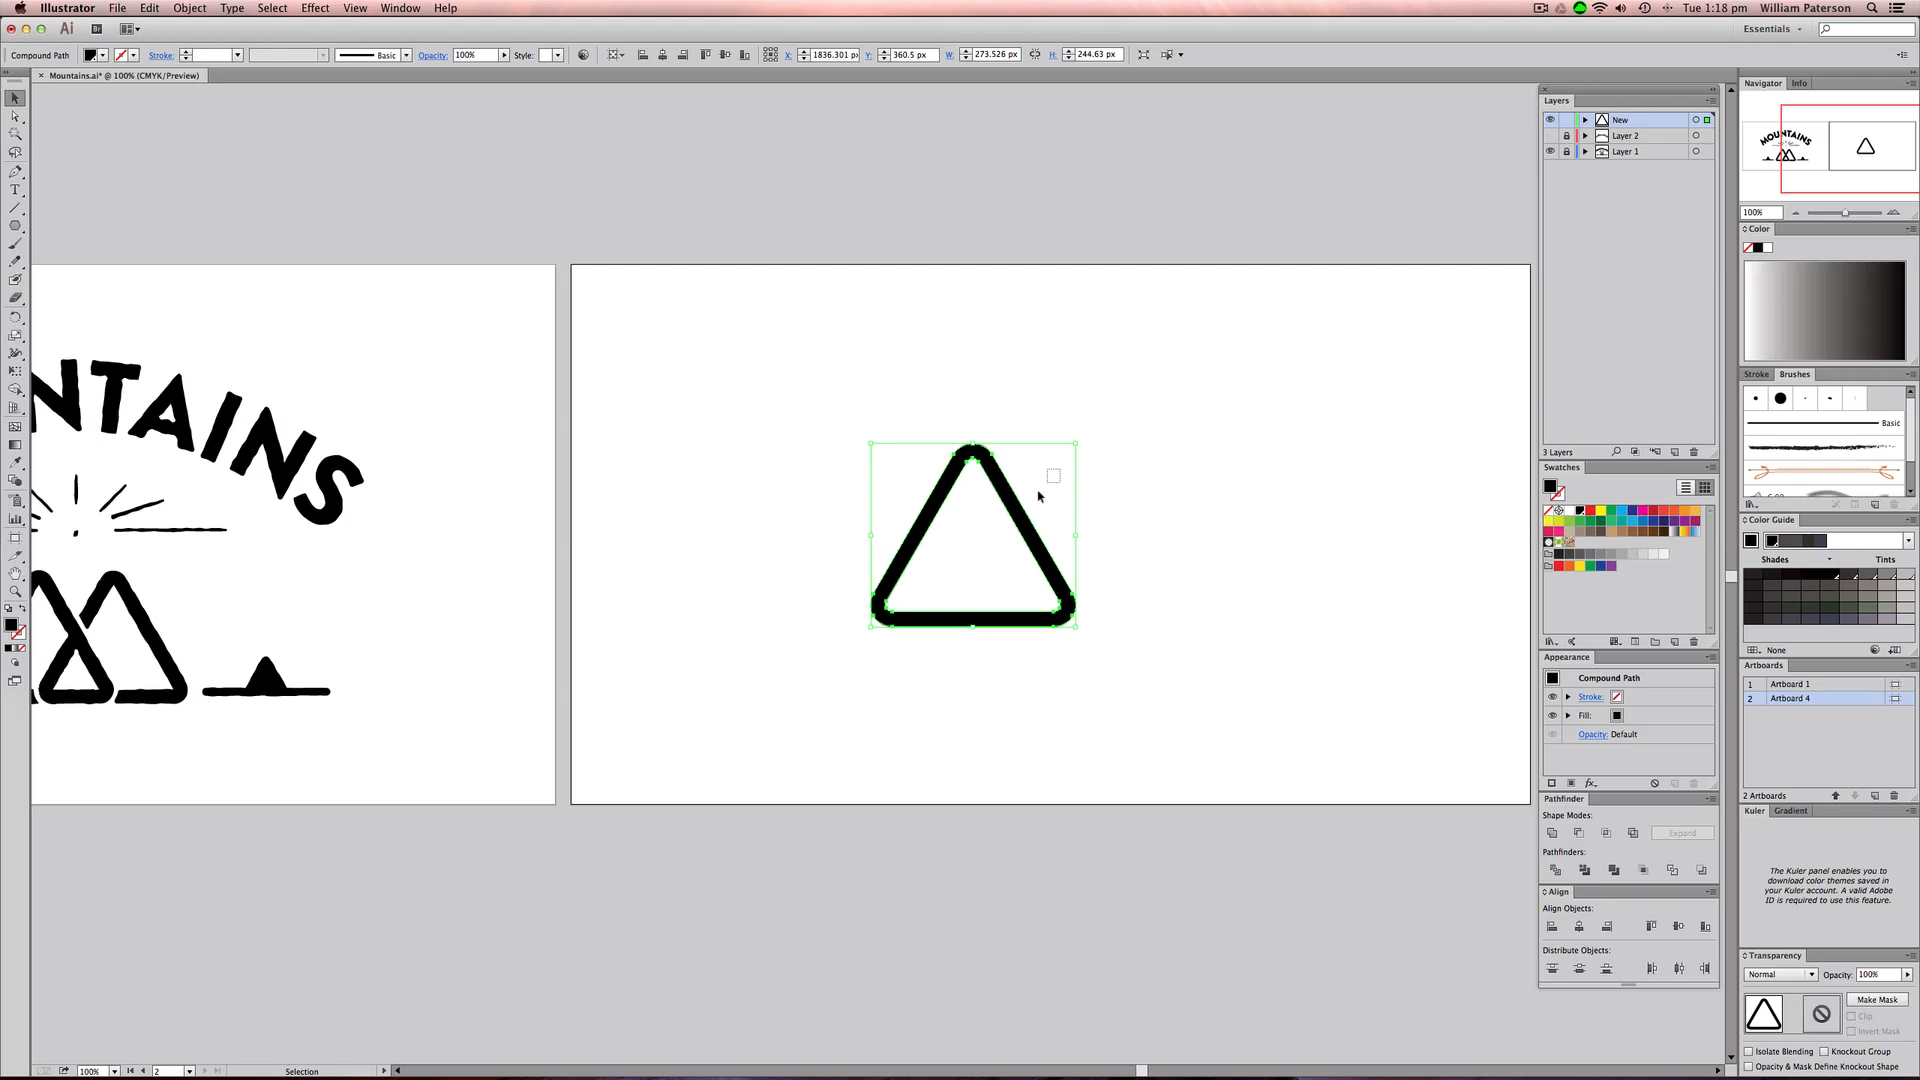 Illustrator File Edit Object Type Select Effect View Window Help Tue 1:18 pm William Paterson
Ai Br Essentials
Compound Path Stroke: Basic Opacity: 100% Style: X: 1836.301 px Y: 360.5 px W: 273.526 px H: 244.63 px
Mountains.ai* @ 100% (CMYK/Preview)
Layers
New
Layer 2
Layer 1
3 Layers
Swatches
Appearance
Compound Path
Stroke:
Fill:
Opacity: Default
fx
Pathfinder
Shape Modes:
Expand
Pathfinders:
Align
Align Objects:
Distribute Objects:
Navigator Info
MOUNTAINS
100%
Color
Stroke Brushes
Basic
6.00
Color Guide
Shades Tints
None
Artboards
1 Artboard 1
2 Artboard 4
2 Artboards
Kuler Gradient
The Kuler panel enables you to
download color themes saved in
your Kuler account. A valid Adobe
ID is required to use this feature.
Transparency
Normal Opacity: 100%
Make Mask
Clip
Invert Mask
Isolate Blending Knockout Group
Opacity & Mask Define Knockout Shape
NTAINS
100% 2 Selection